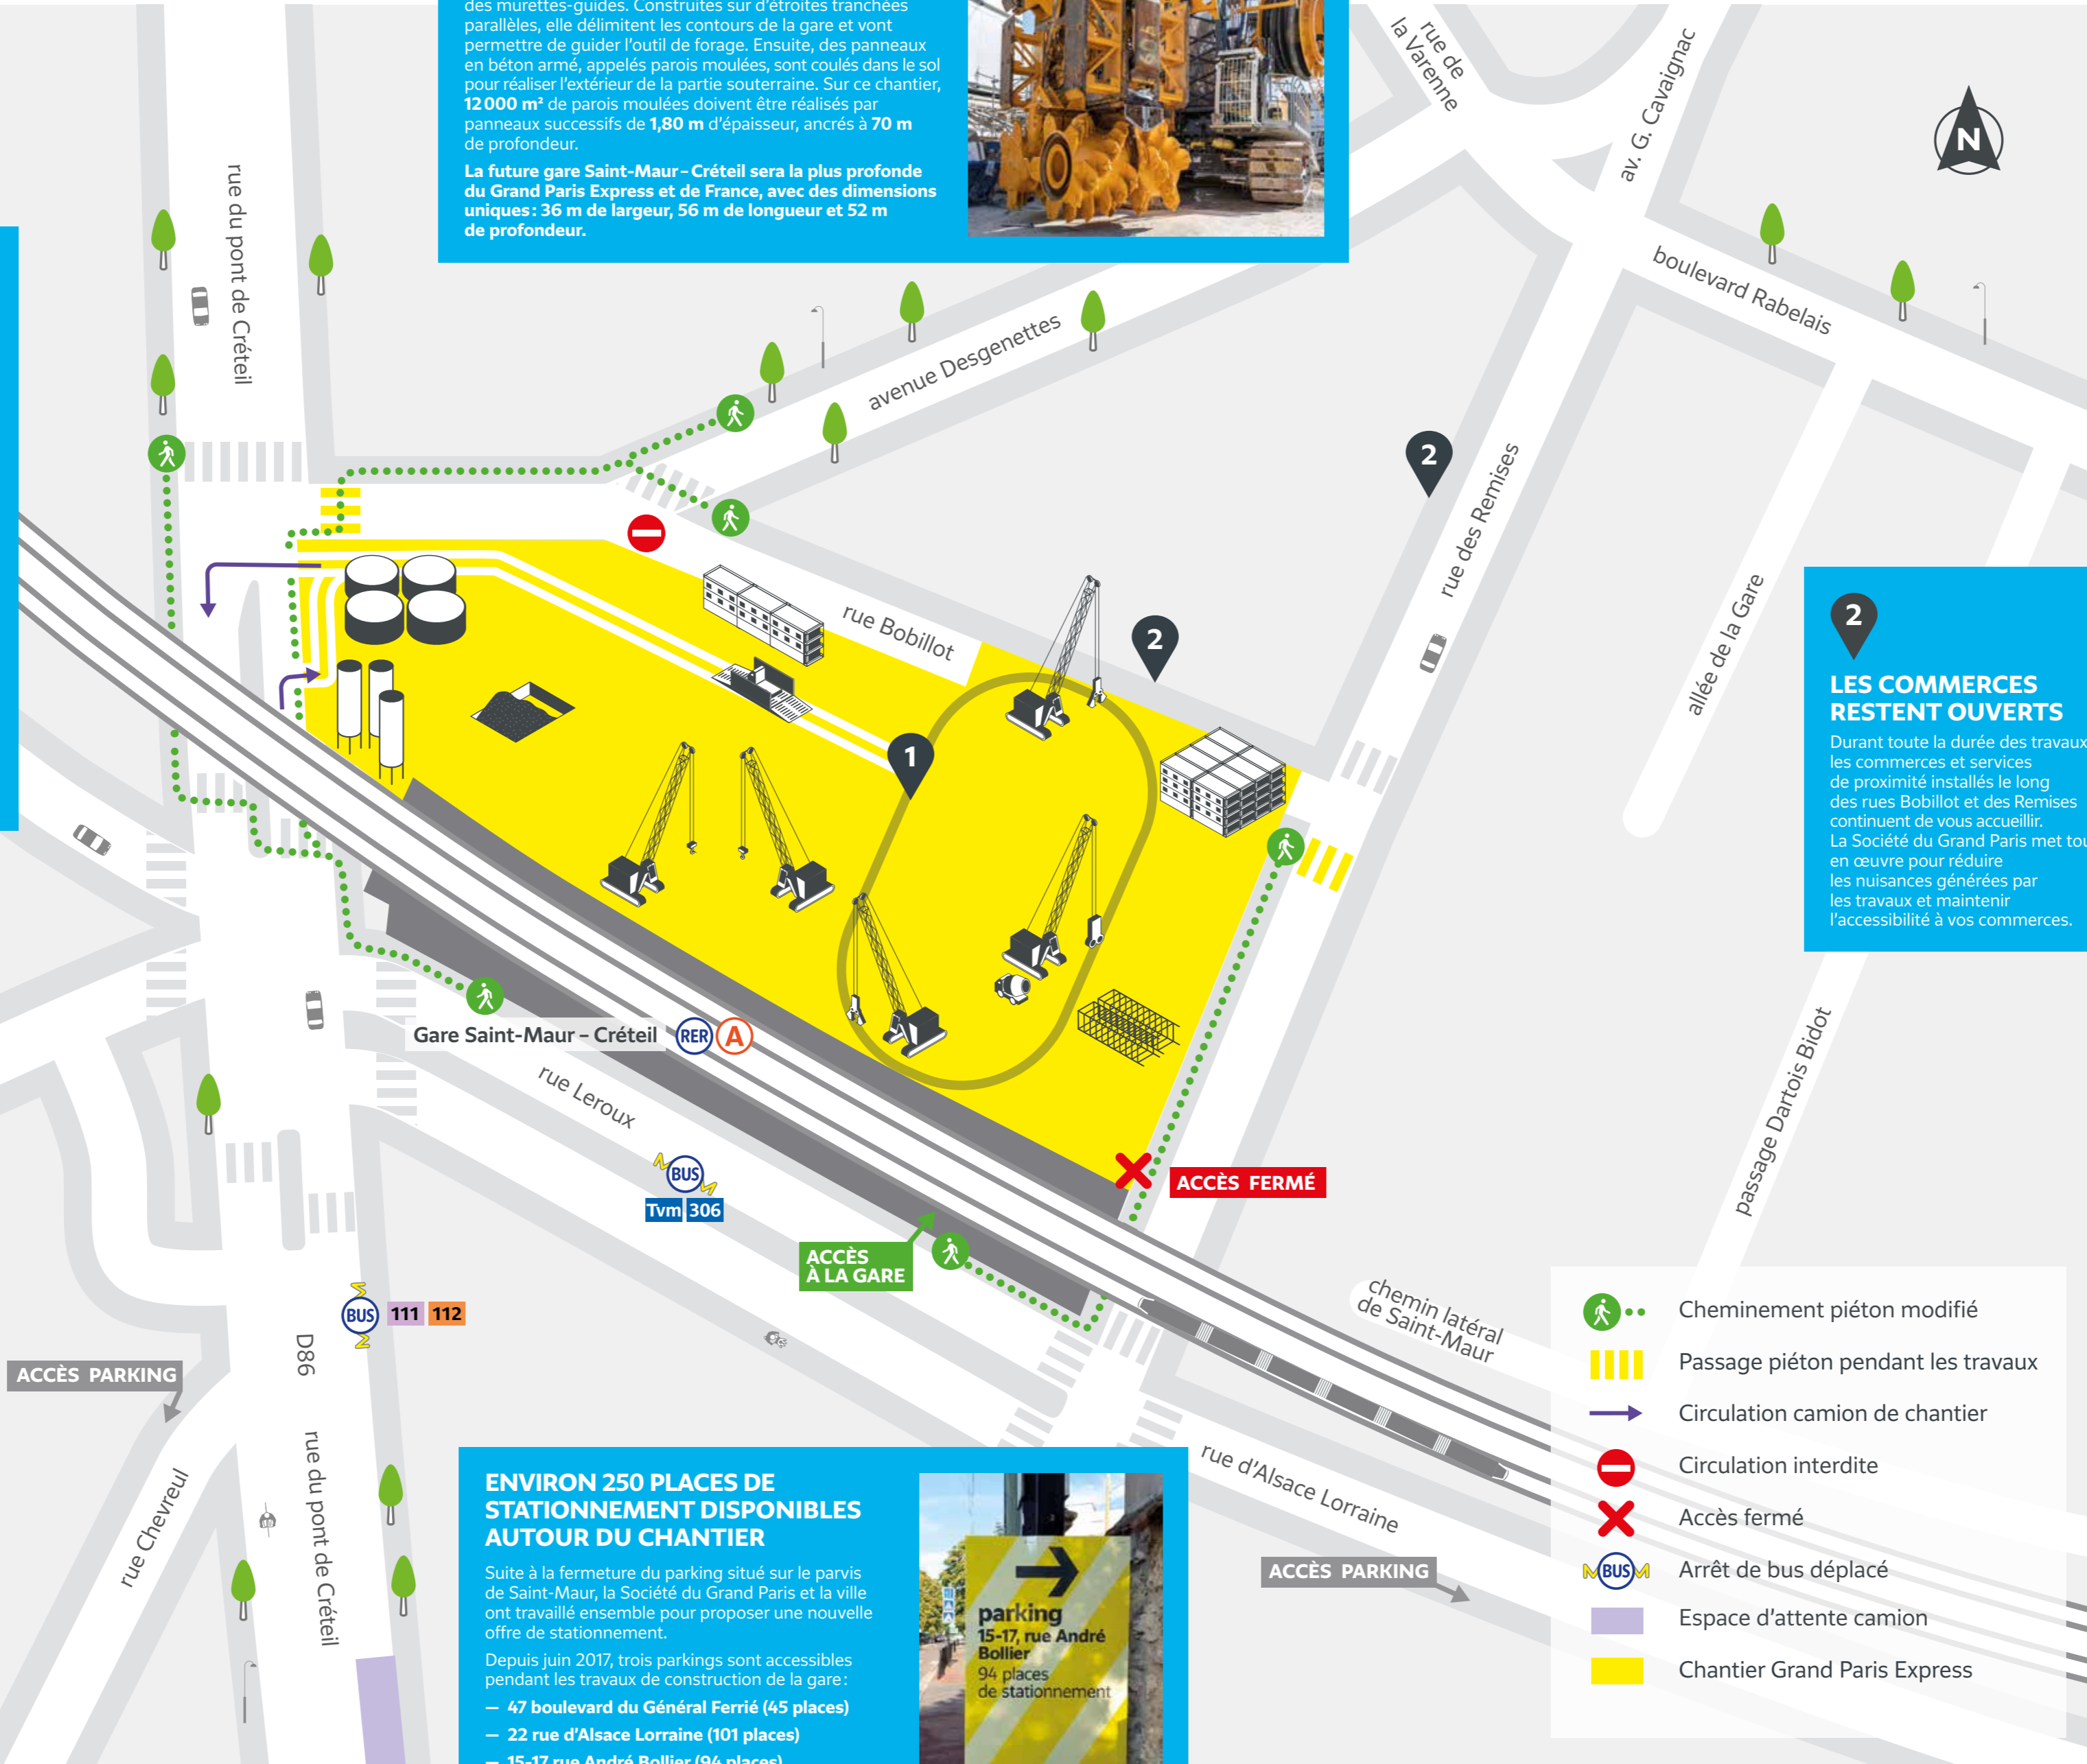 des murettes-guides. Construites sur d'étroites tranchées
parallèles, elle délimitent les contours de la gare et vont
permettre de guider l'outil de forage. Ensuite, des panneaux
en béton armé, appelés parois moulées, sont coulés dans le sol
pour réaliser l'extérieur de la partie souterraine. Sur ce chantier,
12 000 m² de parois moulées doivent être réalisés par
panneaux successifs de 1,80 m d'épaisseur, ancrés à 70 m
de profondeur.
La future gare Saint-Maur – Créteil sera la plus profonde
du Grand Paris Express et de France, avec des dimensions
uniques : 36 m de largeur, 56 m de longueur et 52 m
de profondeur.
rue de
la Varenne
av. G. Cavaignac
N
rue du pont de Créteil
boulevard Rabelais
avenue Desgenettes
2
rue des Remises
rue Bobillot
2
allée de la Gare
1
2
LES COMMERCES
RESTENT OUVERTS
Durant toute la durée des travaux
les commerces et services
de proximité installés le long
des rues Bobillot et des Remises
continuent de vous accueillir.
La Société du Grand Paris met tou
en œuvre pour réduire
les nuisances générées par
les travaux et maintenir
l'accessibilité à vos commerces.
Gare Saint-Maur – Créteil RER A
rue Leroux
passage Dartois Bidot
BUS
Tvm 306
ACCÈS FERMÉ
ACCÈS
À LA GARE
BUS 111 112
D86
chemin latéral
de Saint-Maur
ACCÈS PARKING
rue Chevreul
rue du pont de Créteil
rue d'Alsace Lorraine
ACCÈS PARKING
ENVIRON 250 PLACES DE
STATIONNEMENT DISPONIBLES
AUTOUR DU CHANTIER
Suite à la fermeture du parking situé sur le parvis
de Saint-Maur, la Société du Grand Paris et la ville
ont travaillé ensemble pour proposer une nouvelle
offre de stationnement.
Depuis juin 2017, trois parkings sont accessibles
pendant les travaux de construction de la gare :
— 47 boulevard du Général Ferrié (45 places)
— 22 rue d'Alsace Lorraine (101 places)
— 15-17 rue André Bollier (94 places)
parking
15-17, rue André
Bollier
94 places
de stationnement
Cheminement piéton modifié
Passage piéton pendant les travaux
Circulation camion de chantier
Circulation interdite
Accès fermé
BUS Arrêt de bus déplacé
Espace d'attente camion
Chantier Grand Paris Express